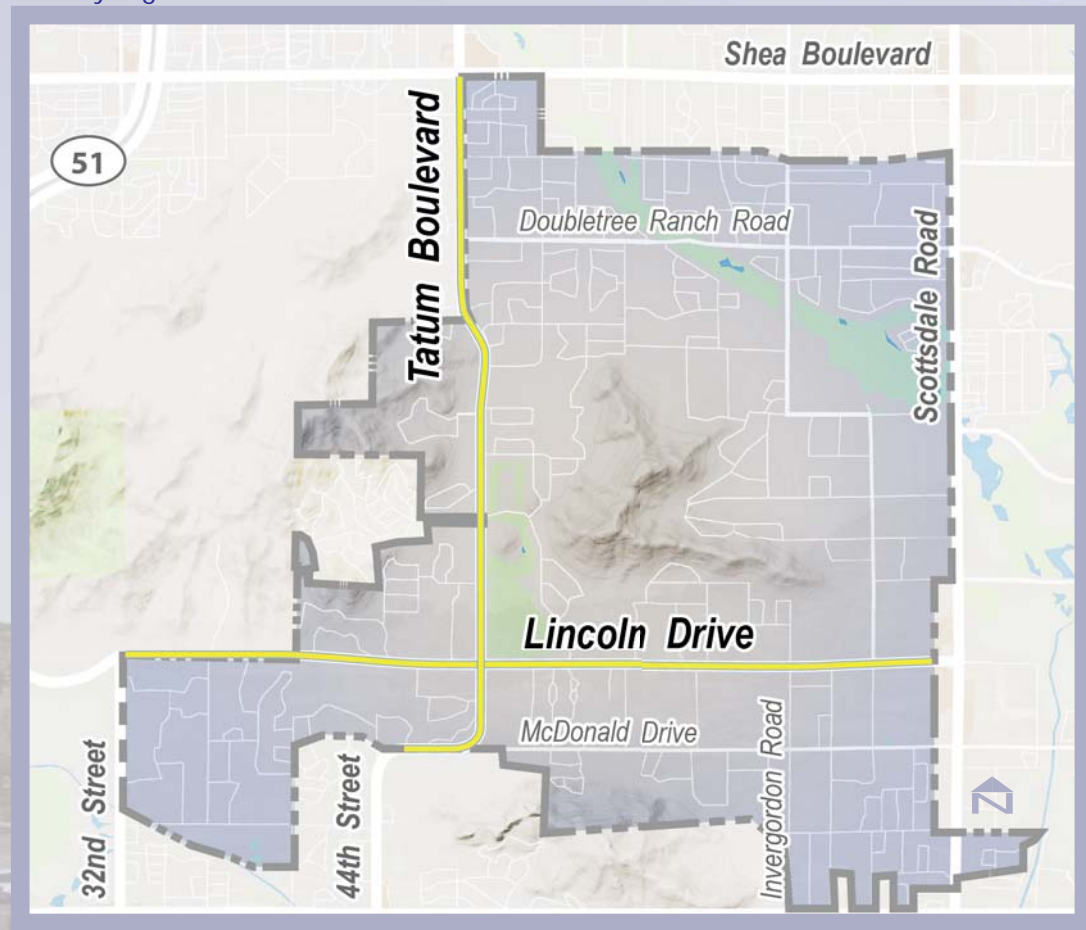 Shea Boulevard
51
Tatum Boulevard
Doubletree Ranch Road
Scottsdale Road
Lincoln Drive
McDonald Drive
Invergordon Road
32nd Street
44th Street
N